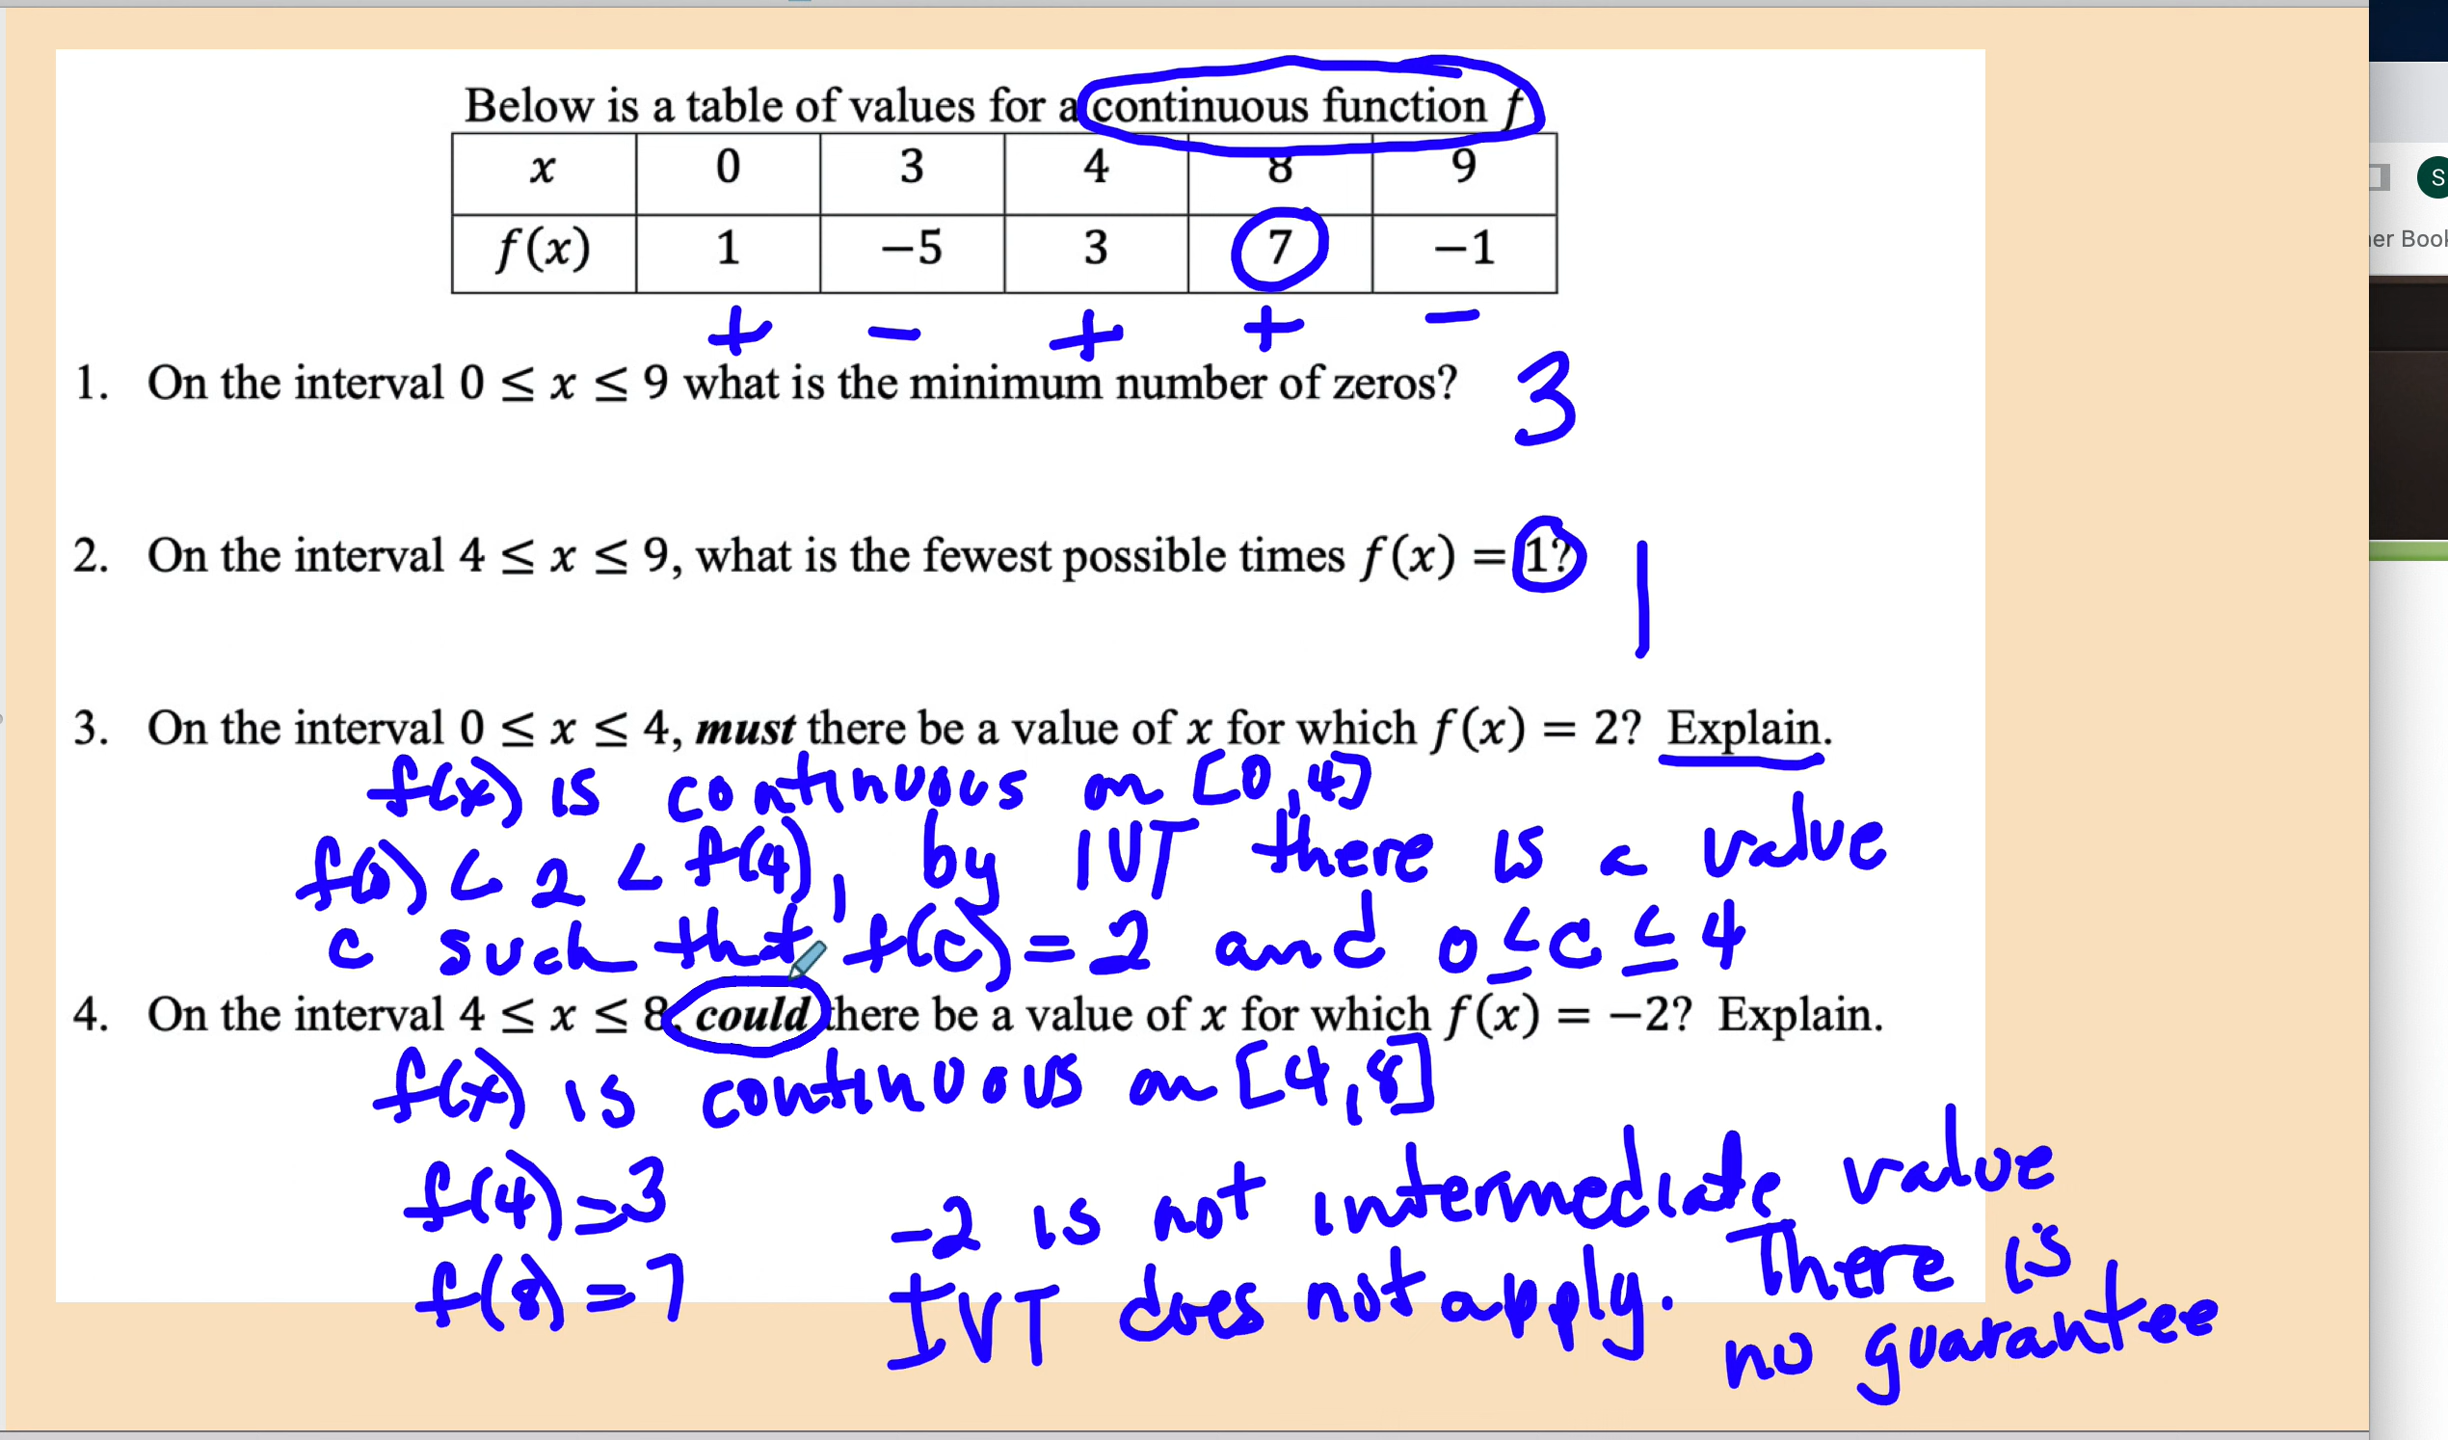 Below is a table of values for a continuous function f
x 0 3 4 8 9
f(x) 1 −5 3 7 −1
+ − + + −
1. On the interval 0 ≤ x ≤ 9 what is the minimum number of zeros? 3
2. On the interval 4 ≤ x ≤ 9, what is the fewest possible times f(x) = 1? 1
3. On the interval 0 ≤ x ≤ 4, must there be a value of x for which f(x) = 2? Explain.
f(x) is continuous on [0,4]
f(0) < 2 < f(4), by IVT there is a value
c such that f(c) = 2 and 0 ≤ c ≤ 4
4. On the interval 4 ≤ x ≤ 8, could there be a value of x for which f(x) = −2? Explain.
f(x) is continuous on [4,8]
f(4) = 3
-2 is not intermediate value
f(8) = 7
IVT does not apply. There is
no guarantee
S
er Book